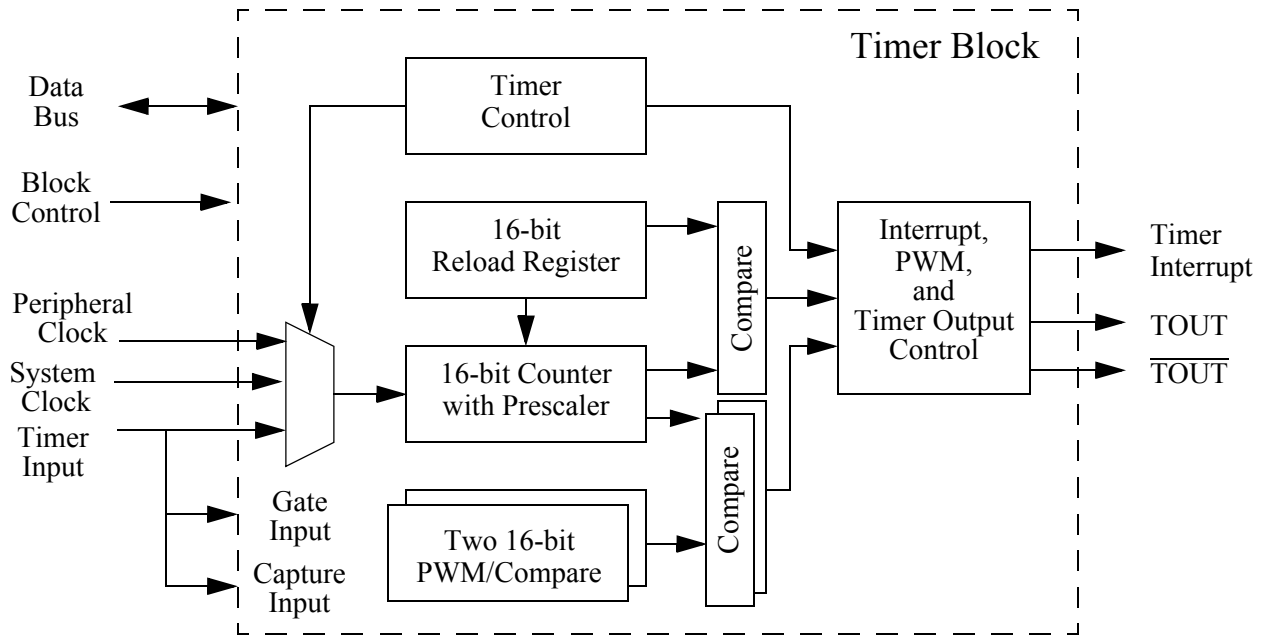 Timer Block
Data
Bus
Block
Control
Peripheral
Clock
System
Clock
Timer
Input
Gate
Input
Capture
Input
Timer
Control
16-bit
Reload Register
16-bit Counter
with Prescaler
Two 16-bit
PWM/Compare
Compare
Compare
Interrupt,
PWM,
and
Timer Output
Control
Timer
Interrupt
TOUT
T̅O̅U̅T̅